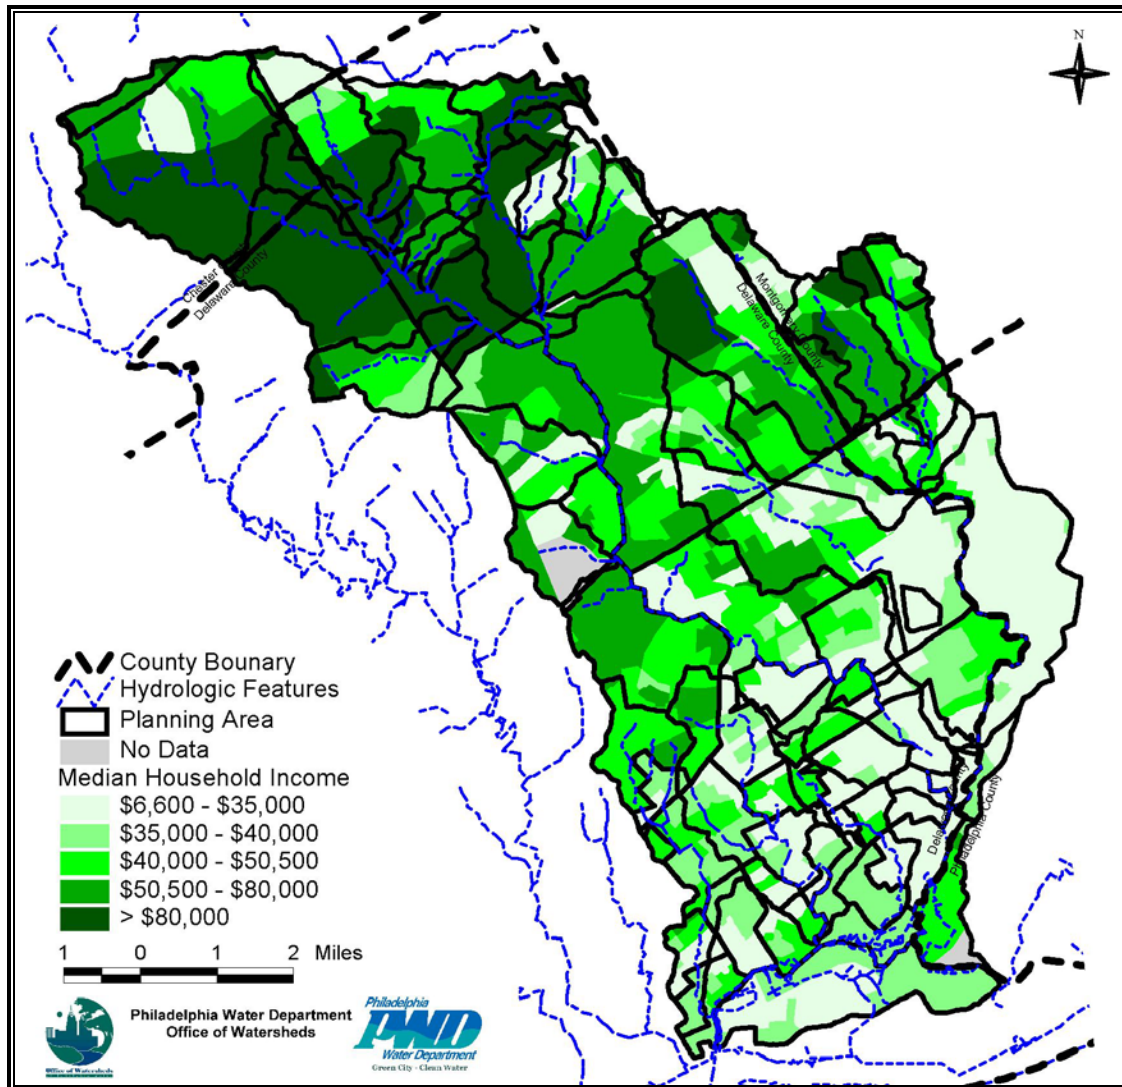 N
Chester
Delaware County
Montgomery County
Delaware County
County Bounary
Hydrologic Features
Planning Area
No Data
Median Household Income
$6,600 - $35,000
$35,000 - $40,000
$40,000 - $50,500
$50,500 - $80,000
> $80,000
1 0 1 2 Miles
Delaware County
Philadelphia County
Philadelphia Water Department
Office of Watersheds
Office of Watersheds
Philadelphia
PWD
Water Department
Green City - Clean Water